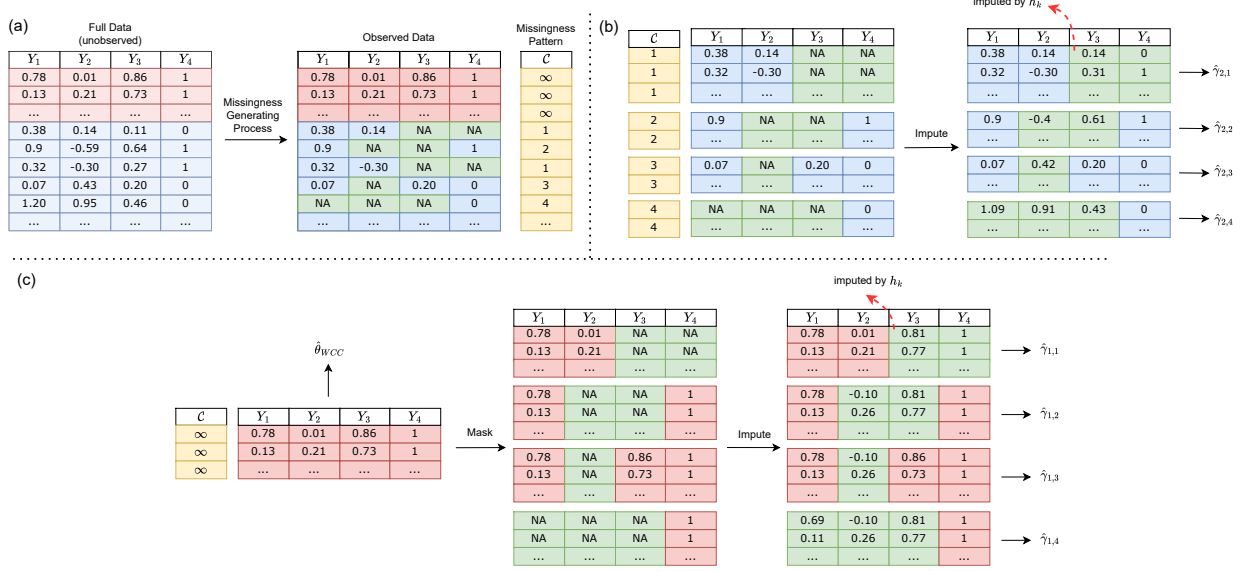 (a)
Full Data
(unobserved)
Y₁ Y₂ Y₃ Y₄
0.78 0.01 0.86 1
0.13 0.21 0.73 1
... ... ... ...
0.38 0.14 0.11 0
0.9 -0.59 0.64 1
0.32 -0.30 0.27 1
0.07 0.43 0.20 0
1.20 0.95 0.46 0
... ... ... ...
Missingness
Generating
Process
Observed Data
Y₁ Y₂ Y₃ Y₄
0.78 0.01 0.86 1
0.13 0.21 0.73 1
... ... ... ...
0.38 0.14 NA NA
0.9 NA NA 1
0.32 -0.30 NA NA
0.07 NA 0.20 0
NA NA NA 0
... ... ... ...
Missingness
Pattern
𝒞
∞
∞
∞
1
2
1
3
4
...
(b)
𝒞
1
1
1
2
2
3
3
4
4
Y₁ Y₂ Y₃ Y₄
0.38 0.14 NA NA
0.32 -0.30 NA NA
... ... ... ...
0.9 NA NA 1
... ... ... ...
0.07 NA 0.20 0
... ... ... ...
NA NA NA 0
... ... ... ...
Impute
imputed by hₖ
Y₁ Y₂ Y₃ Y₄
0.38 0.14 0.14 0
0.32 -0.30 0.31 1
... ... ... ...
γ̂₂,₁
0.9 -0.4 0.61 1
... ... ... ...
γ̂₂,₂
0.07 0.42 0.20 0
... ... ... ...
γ̂₂,₃
1.09 0.91 0.43 0
... ... ... ...
γ̂₂,₄
(c)
θ̂_WCC
𝒞
∞
∞
∞
Y₁ Y₂ Y₃ Y₄
0.78 0.01 0.86 1
0.13 0.21 0.73 1
... ... ... ...
Mask
Y₁ Y₂ Y₃ Y₄
0.78 0.01 NA NA
0.13 0.21 NA NA
... ... ... ...
0.78 NA NA 1
0.13 NA NA 1
... ... ... ...
0.78 NA 0.86 1
0.13 NA 0.73 1
... ... ... ...
NA NA NA 1
NA NA NA 1
... ... ... ...
Impute
imputed by hₖ
Y₁ Y₂ Y₃ Y₄
0.78 0.01 0.81 1
0.13 0.21 0.77 1
... ... ... ...
γ̂₁,₁
0.78 -0.10 0.81 1
0.13 0.26 0.77 1
... ... ... ...
γ̂₁,₂
0.78 -0.10 0.86 1
0.13 0.26 0.73 1
... ... ... ...
γ̂₁,₃
0.69 -0.10 0.81 1
0.11 0.26 0.77 1
... ... ... ...
γ̂₁,₄